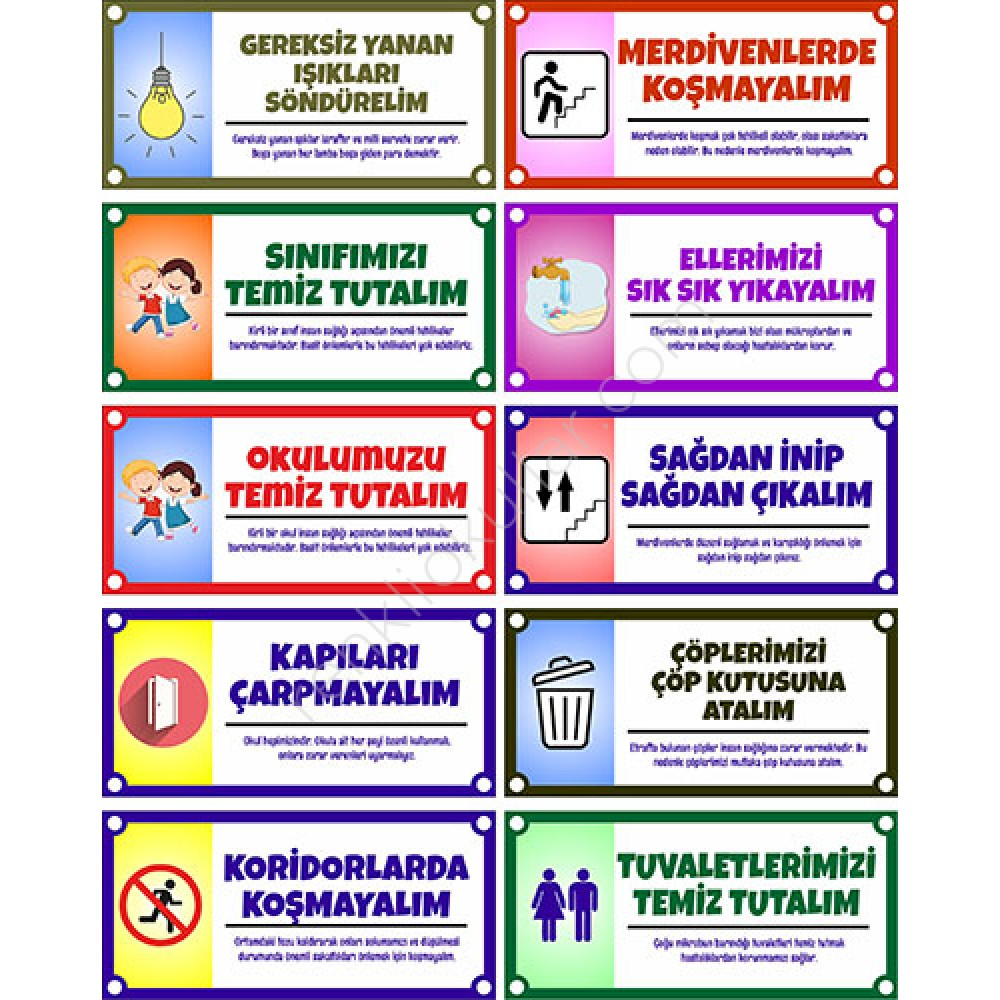 GEREKSİZ YANAN
IŞIKLARI
SÖNDÜRELİM
Gereksiz yanan ışıklar israftır ve milli servete zarar verir.
Boşa yanan her lamba boşa giden para demektir.
MERDİVENLERDE
KOŞMAYALIM
Merdivenlerde koşmak çok tehlikeli olabilir, olası sakatlıklara
neden olabilir. Bu nedenle merdivenlerde koşmayalım.
SINIFIMIZI
TEMİZ TUTALIM
Kirli bir sınıf insan sağlığı açısından önemli tehlikeler
barındırmaktadır. Basit önlemlerle bu tehlikeleri yok edebiliriz.
ELLERİMİZİ
SIK SIK YIKAYALIM
Ellerimizi sık sık yıkamak bizi olası mikroplardan ve
onların sebep olacağı hastalıklardan korur.
OKULUMUZU
TEMİZ TUTALIM
Kirli bir okul insan sağlığı açısından önemli tehlikeler
barındırmaktadır. Basit önlemlerle bu tehlikeleri yok edebiliriz.
SAĞDAN İNİP
SAĞDAN ÇIKALIM
Merdivenlerde düzeni sağlamak ve karışıklığı önlemek için
sağdan inip sağdan çıkınız.
KAPILARI
ÇARPMAYALIM
Okul hepimizindir. Okula ait her şeyi özenli kullanmalı,
onlara zarar verenleri uyarmalıyız.
ÇÖPLERİMİZİ
ÇÖP KUTUSUNA
ATALIM
Etrafta bulunan çöpler insan sağlığına zarar vermektedir. Bu
nedenle çöplerimizi mutlaka çöp kutusuna atalım.
KORİDORLARDA
KOŞMAYALIM
Ortamdaki tozu kaldırarak onları solumamızı ve düşülmesi
durumunda önemli sakatlıkları önlemek için koşmayalım.
TUVALETLERİMİZİ
TEMİZ TUTALIM
Çoğu mikrobun barındığı tuvaletleri temiz tutmak
hastalıklardan korunmamızı sağlar.